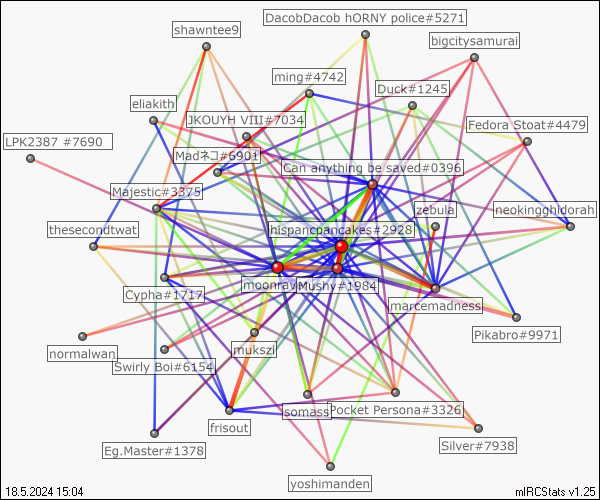 DacobDacob hORNY police#5271
shawntee9
bigcitysamurai
ming#4742
Duck#1245
eliakith
JKOUYH VIII#7034
Fedora Stoat#4479
LPK2387 #7690
Madネコ#6901
Can anything be saved#0396
Majestic#3375
zebula
neokingghidorah
thesecondtwat
hispancpancakes#2928
moonray
Mushy#1984
Cypha#1717
marcemadness
Pikabro#9971
normalwan
mukszi
Swirly Boi#6154
somass
Pocket Persona#3326
frisout
Eg.Master#1378
Silver#7938
yoshimanden
18.5.2024 15:04
mIRCStats v1.25